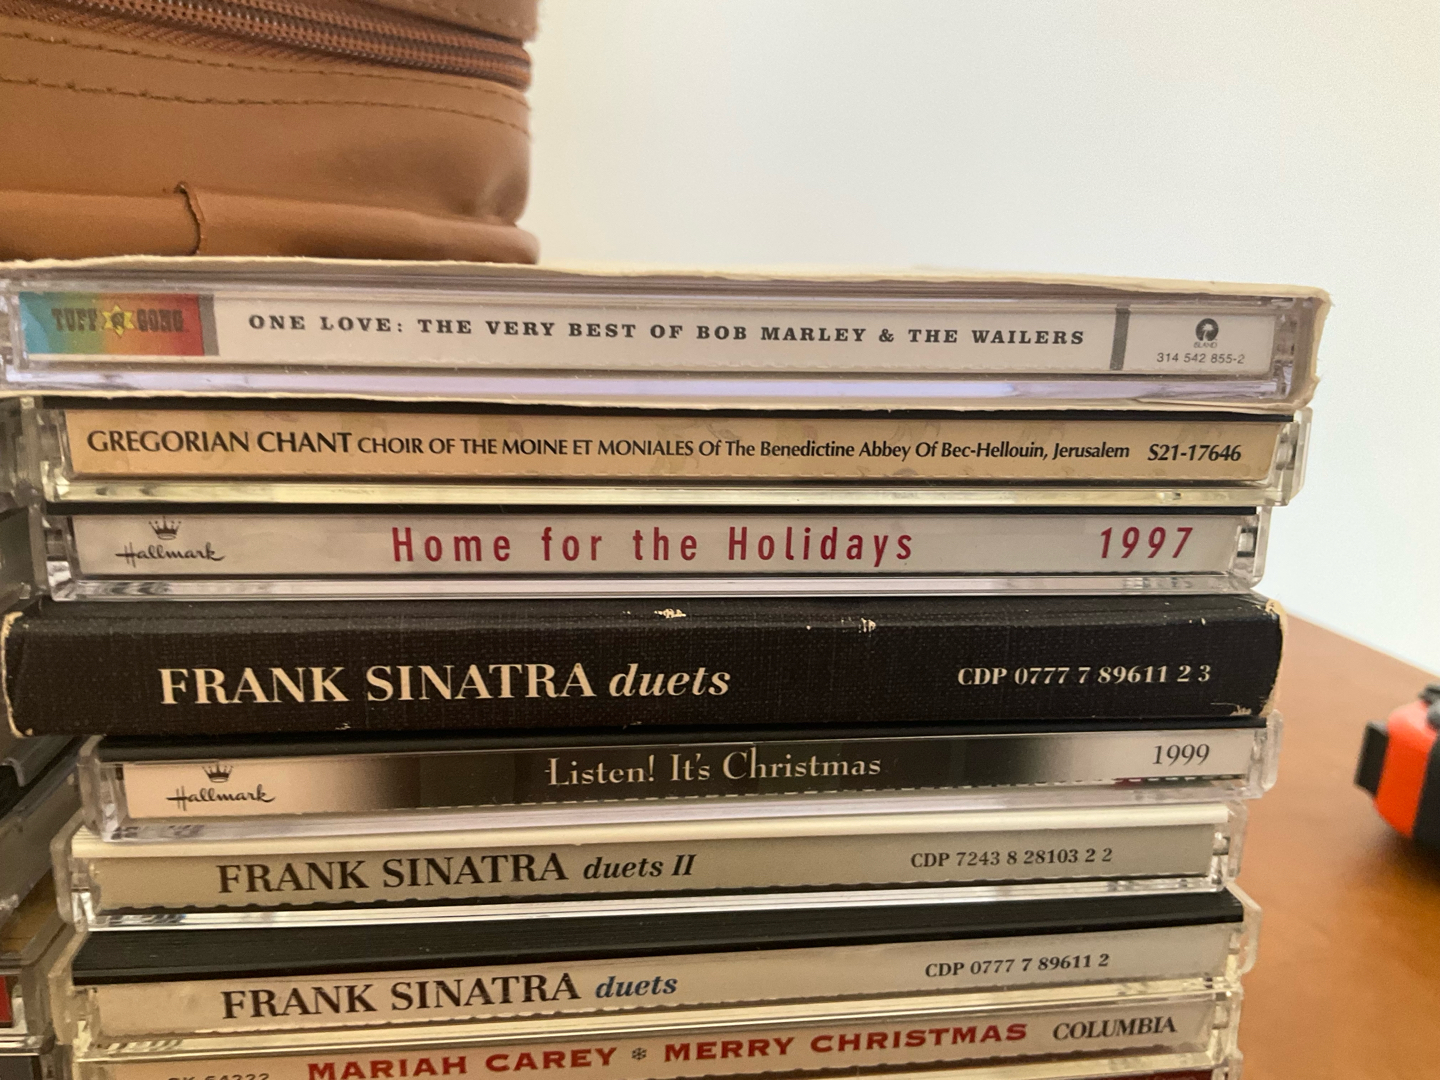 TUFF GONG ONE LOVE: THE VERY BEST OF BOB MARLEY & THE WAILERS ISLAND 314 542 855-2
GREGORIAN CHANT CHOIR OF THE MOINE ET MONIALES Of The Benedictine Abbey Of Bec-Hellouin, Jerusalem S21-17646
Hallmark Home for the Holidays 1997
FRANK SINATRA duets CDP 0777 7 89611 2 3
Hallmark Listen! It's Christmas 1999
FRANK SINATRA duets II CDP 7243 8 28103 2 2
FRANK SINATRA duets CDP 0777 7 89611 2
MARIAH CAREY ❄ MERRY CHRISTMAS COLUMBIA